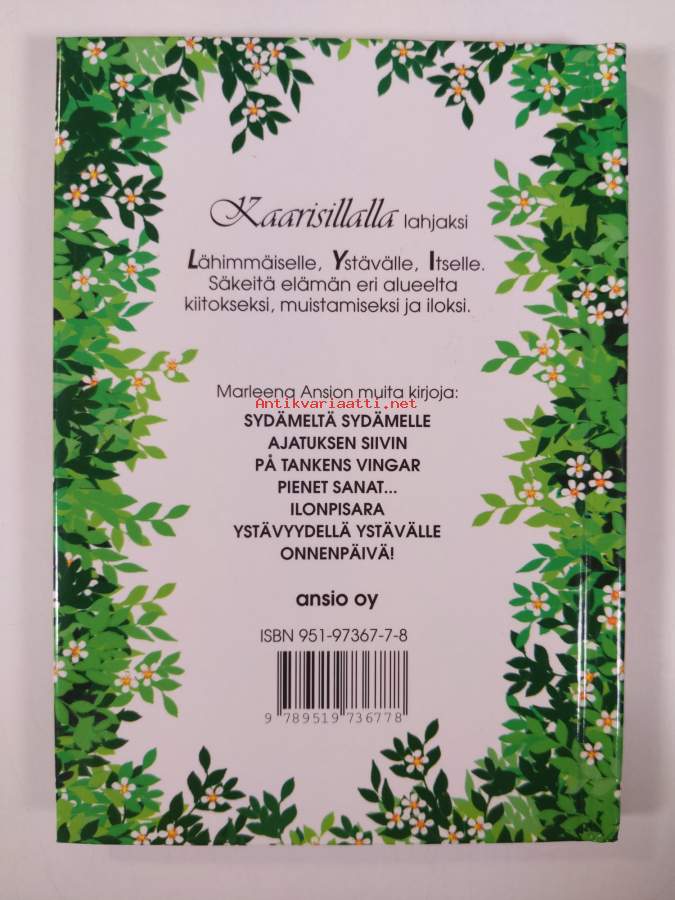 Kaarisillalla lahjaksi
Lähimmäiselle, Ystävälle, Itselle.
Säkeitä elämän eri alueelta
kiitokseksi, muistamiseksi ja iloksi.
Marleena Ansion muita kirjoja:
Antikvariaatti.net
SYDÄMELTÄ SYDÄMELLE
AJATUKSEN SIIVIN
PÅ TANKENS VINGAR
PIENET SANAT...
ILONPISARA
YSTÄVYYDELLÄ YSTÄVÄLLE
ONNENPÄIVÄ!
ansio oy
ISBN 951-97367-7-8
9 789519 736778